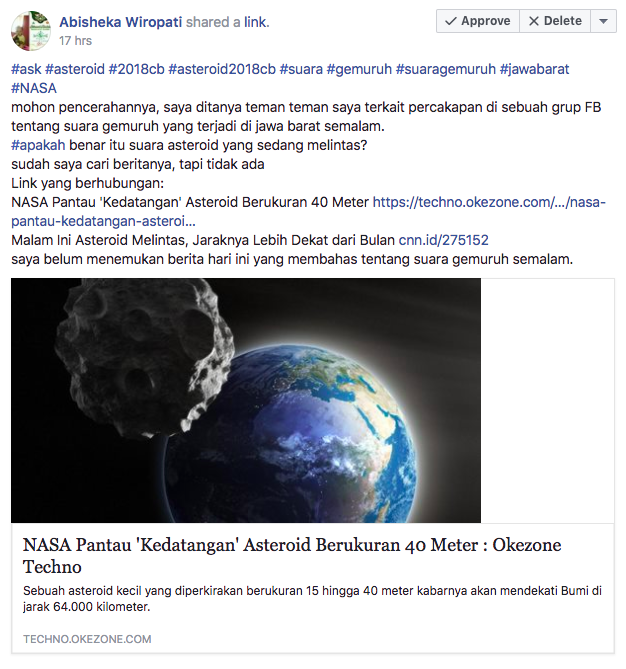 Abisheka Wiropati shared a link.
Approve
Delete
17 hrs
#ask #asteroid #2018cb #asteroid2018cb #suara #gemuruh #suaragemuruh #jawabarat
#NASA
mohon pencerahannya, saya ditanya teman teman saya terkait percakapan di sebuah grup FB
tentang suara gemuruh yang terjadi di jawa barat semalam.
#apakah benar itu suara asteroid yang sedang melintas?
sudah saya cari beritanya, tapi tidak ada
Link yang berhubungan:
NASA Pantau 'Kedatangan' Asteroid Berukuran 40 Meter https://techno.okezone.com/.../nasa-
pantau-kedatangan-asteroi...
Malam Ini Asteroid Melintas, Jaraknya Lebih Dekat dari Bulan cnn.id/275152
saya belum menemukan berita hari ini yang membahas tentang suara gemuruh semalam.
NASA Pantau 'Kedatangan' Asteroid Berukuran 40 Meter : Okezone
Techno
Sebuah asteroid kecil yang diperkirakan berukuran 15 hingga 40 meter kabarnya akan mendekati Bumi di
jarak 64.000 kilometer.
TECHNO.OKEZONE.COM